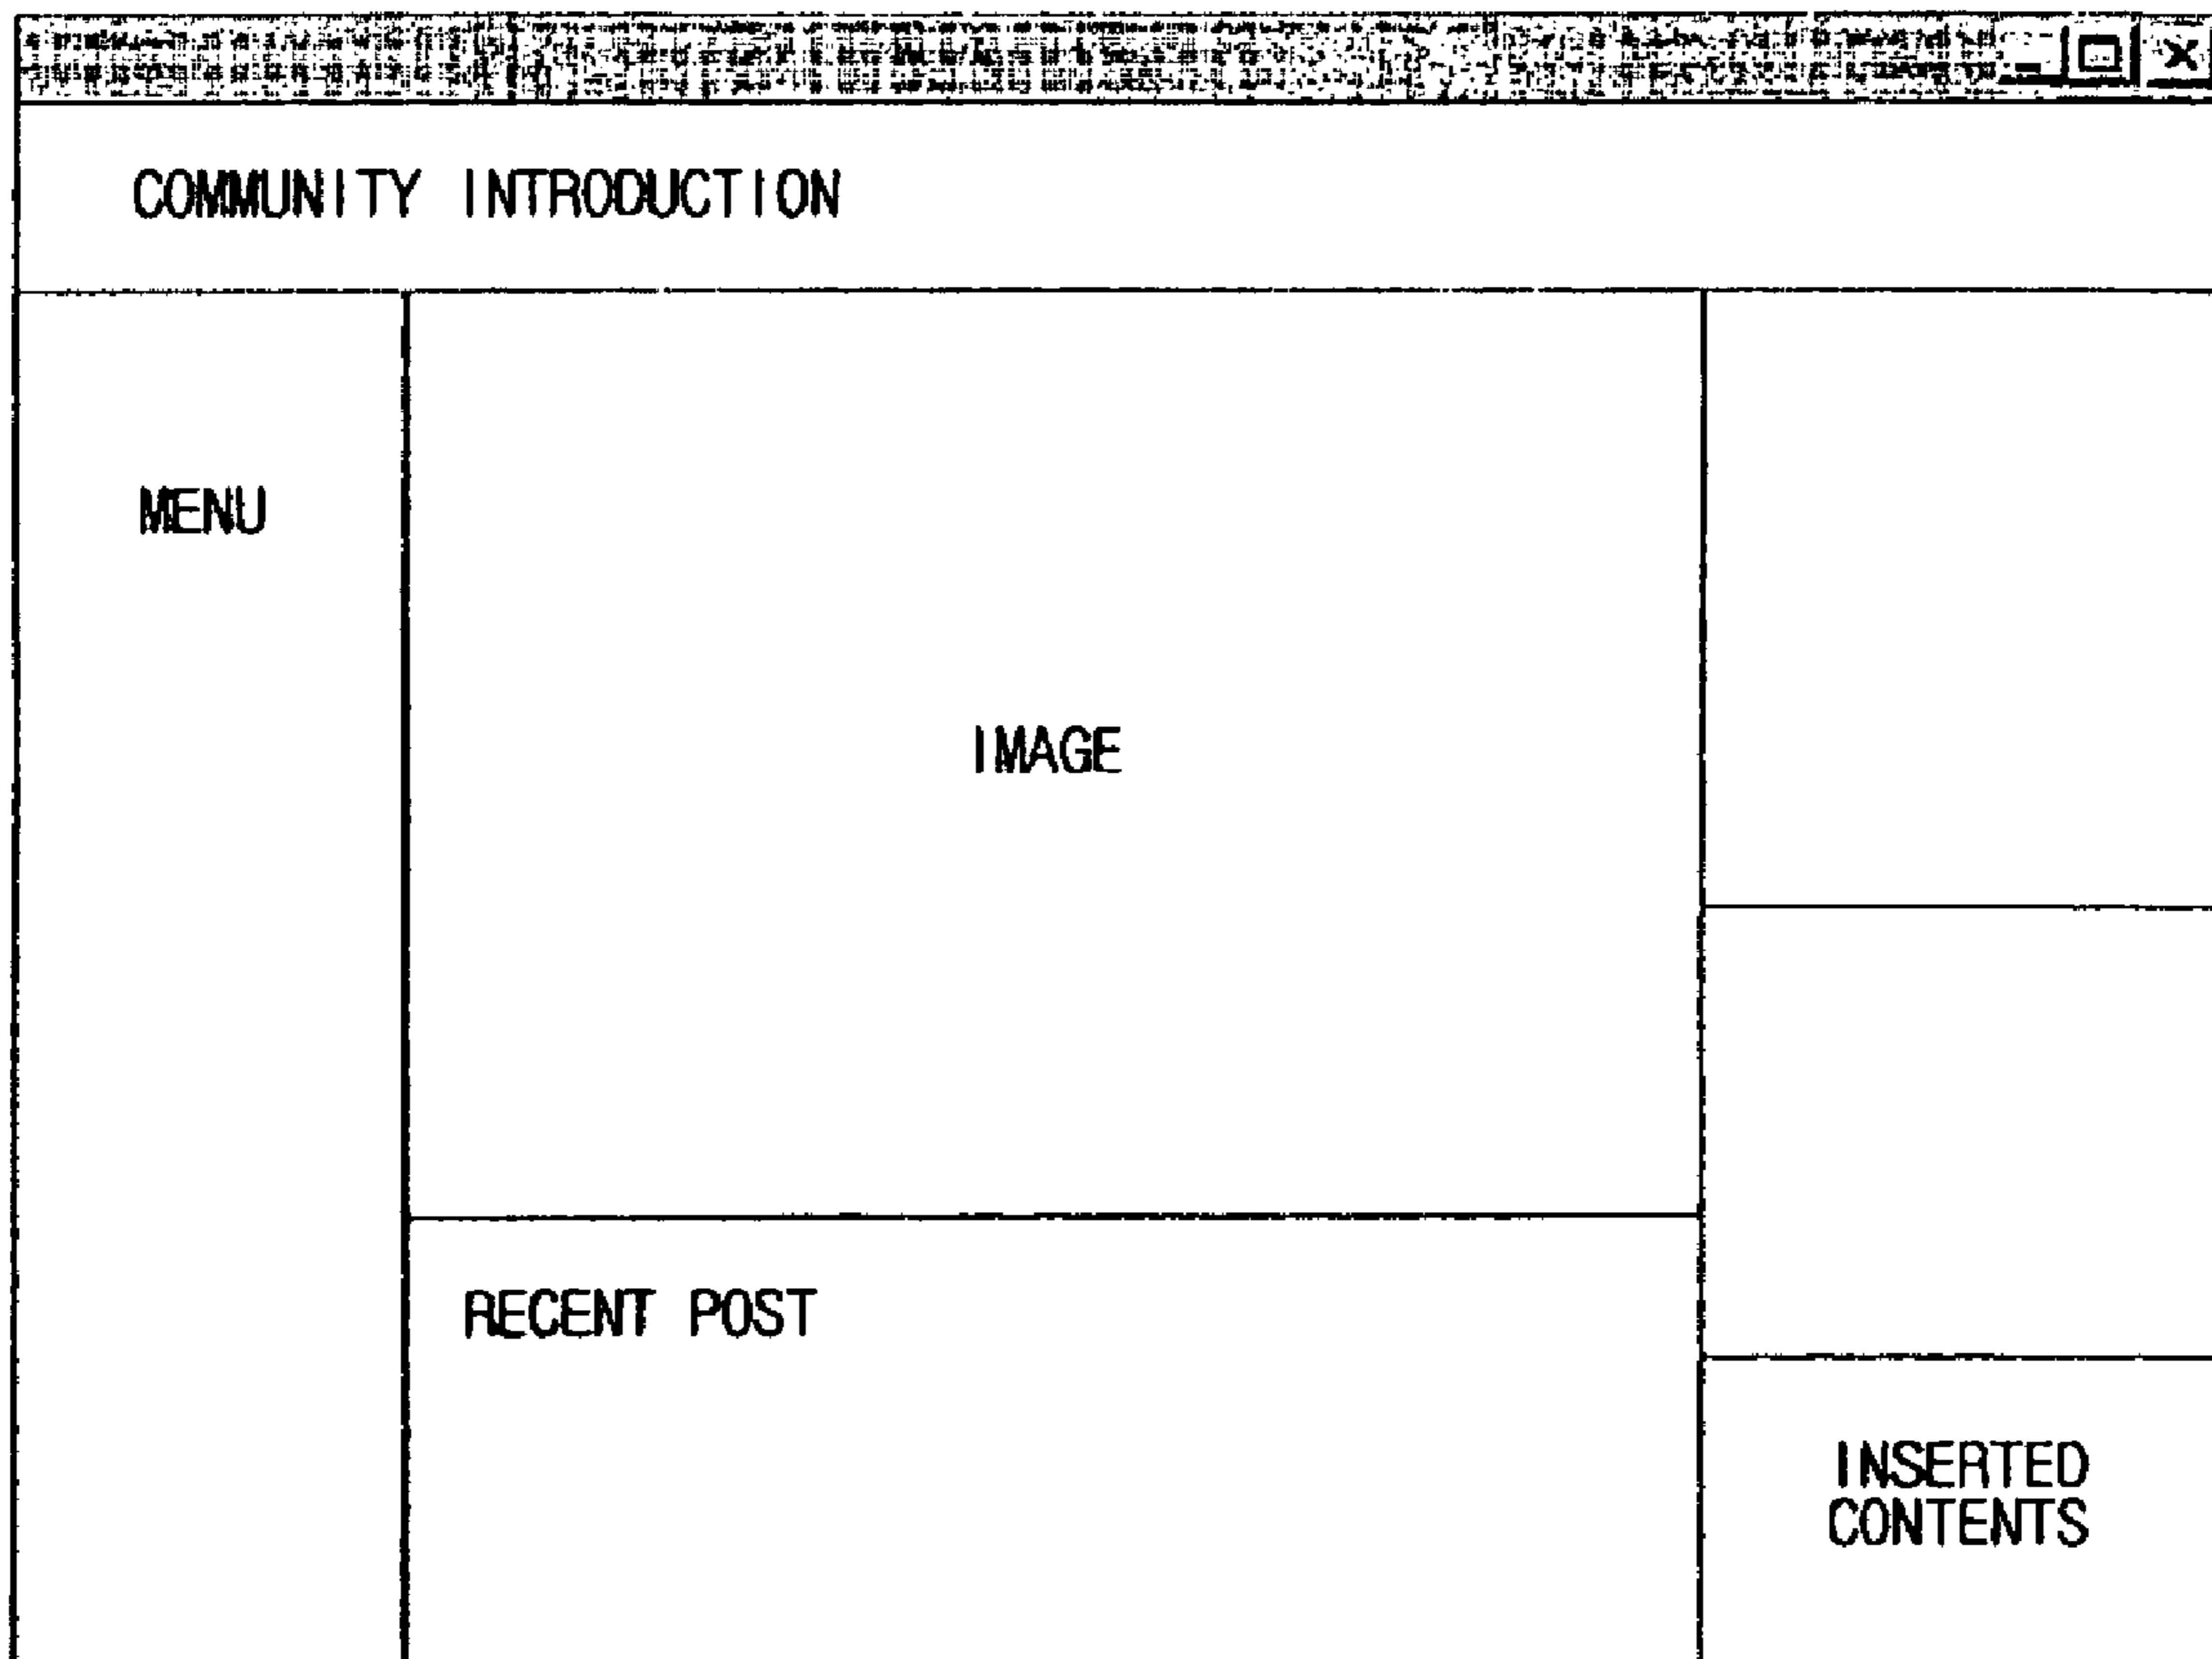 COMMUNITY INTRODUCTION
MENU
IMAGE
RECENT POST
INSERTED
CONTENTS